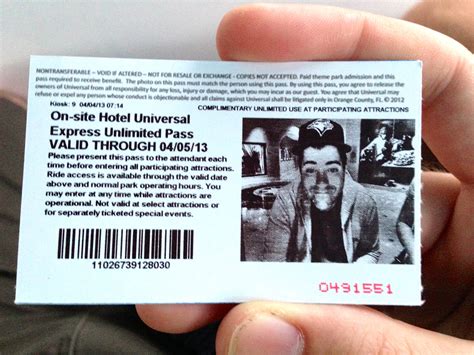 NONTRANSFERABLE – VOID IF ALTERED – NOT FOR RESALE OR EXCHANGE - COPIES NOT ACCEPTED. Paid theme park admission and this
pass required to receive benefit. The photo on this pass must match the person using this pass. By using this pass, you agree to release the
owners of Universal from all responsibility for any loss, injury or damage, which you may incur as our guest. You agree that Universal may
refuse or expel any person whose conduct is objectionable and all claims against Universal shall be litigated only in Orange County, FL © 2012
Kiosk: 9 04/04/13 07:14
COMPLIMENTARY UNLIMITED USE AT PARTICIPATING ATTRACTIONS
On-site Hotel Universal
Express Unlimited Pass
VALID THROUGH 04/05/13
Please present this pass to the attendant each
time before entering all participating attractions.
Ride access is available through the valid date
above and normal park operating hours. You
may enter at any time while attractions are
operational. Not valid at select attractions or
for separately ticketed special events.
11026739128030
0491551